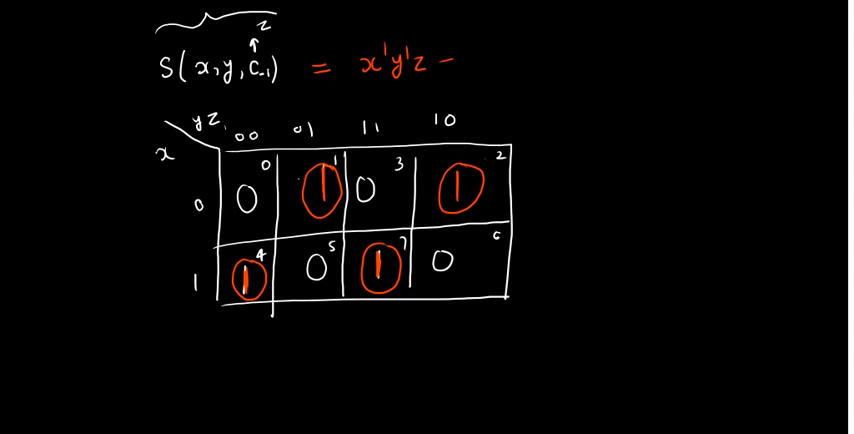 z
↑
S(x,y,C-1) = x'y'z -
yz
00 01 11 10
x
0 1 3 2
0 0 1 0 1
4 5 7 6
1 1 0 1 0